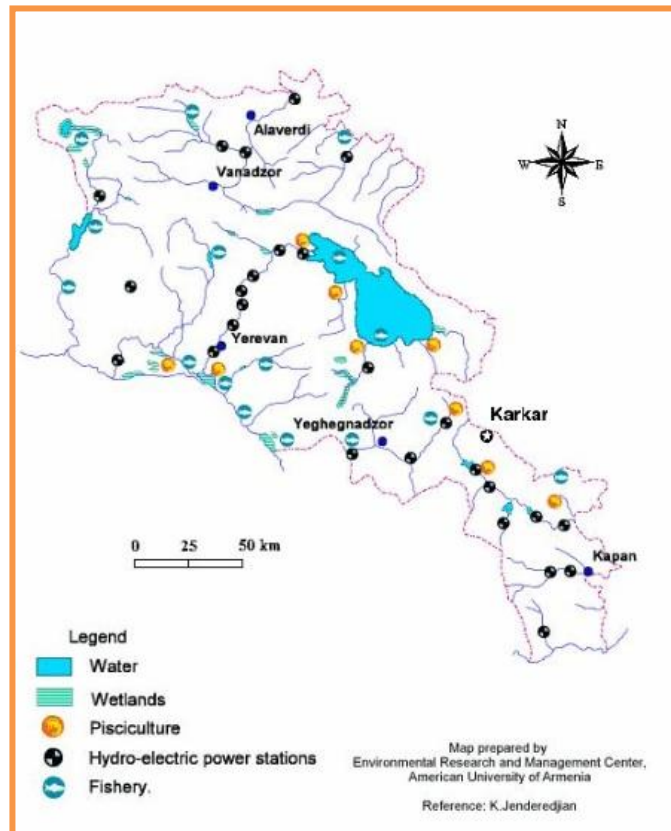 Alaverdi
Vanadzor
N
W E
S
Yerevan
Yeghegnadzor
Karkar
Kapan
0 25 50 km
Legend
Water
Wetlands
Pisciculture
Hydro-electric power stations
Fishery.
Map prepared by
Environmental Research and Management Center,
American University of Armenia
Reference: K.Jenderedjian